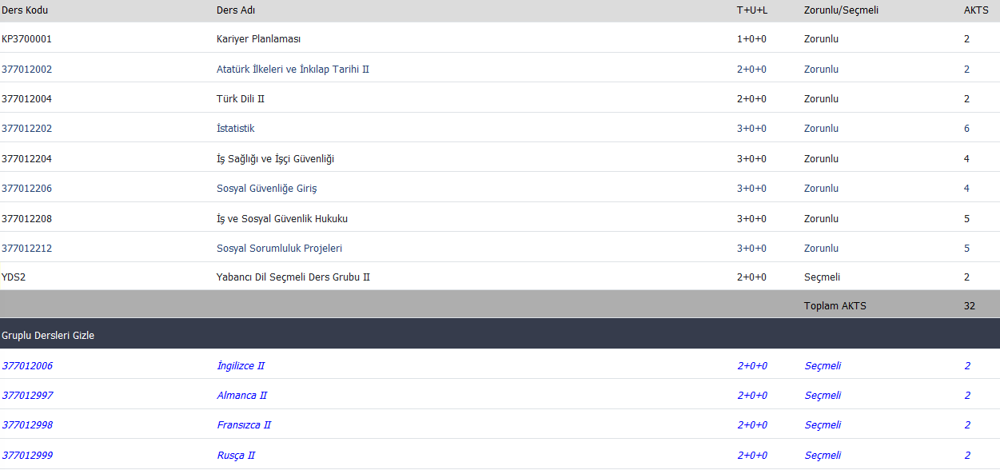 Ders Kodu Ders Adı T+U+L Zorunlu/Seçmeli AKTS
KP3700001 Kariyer Planlaması 1+0+0 Zorunlu 2
377012002 Atatürk İlkeleri ve İnkılap Tarihi II 2+0+0 Zorunlu 2
377012004 Türk Dili II 2+0+0 Zorunlu 2
377012202 İstatistik 3+0+0 Zorunlu 6
377012204 İş Sağlığı ve İşçi Güvenliği 3+0+0 Zorunlu 4
377012206 Sosyal Güvenliğe Giriş 3+0+0 Zorunlu 4
377012208 İş ve Sosyal Güvenlik Hukuku 3+0+0 Zorunlu 5
377012212 Sosyal Sorumluluk Projeleri 3+0+0 Zorunlu 5
YDS2 Yabancı Dil Seçmeli Ders Grubu II 2+0+0 Seçmeli 2
Toplam AKTS 32
Gruplu Dersleri Gizle
377012006 İngilizce II 2+0+0 Seçmeli 2
377012997 Almanca II 2+0+0 Seçmeli 2
377012998 Fransızca II 2+0+0 Seçmeli 2
377012999 Rusça II 2+0+0 Seçmeli 2